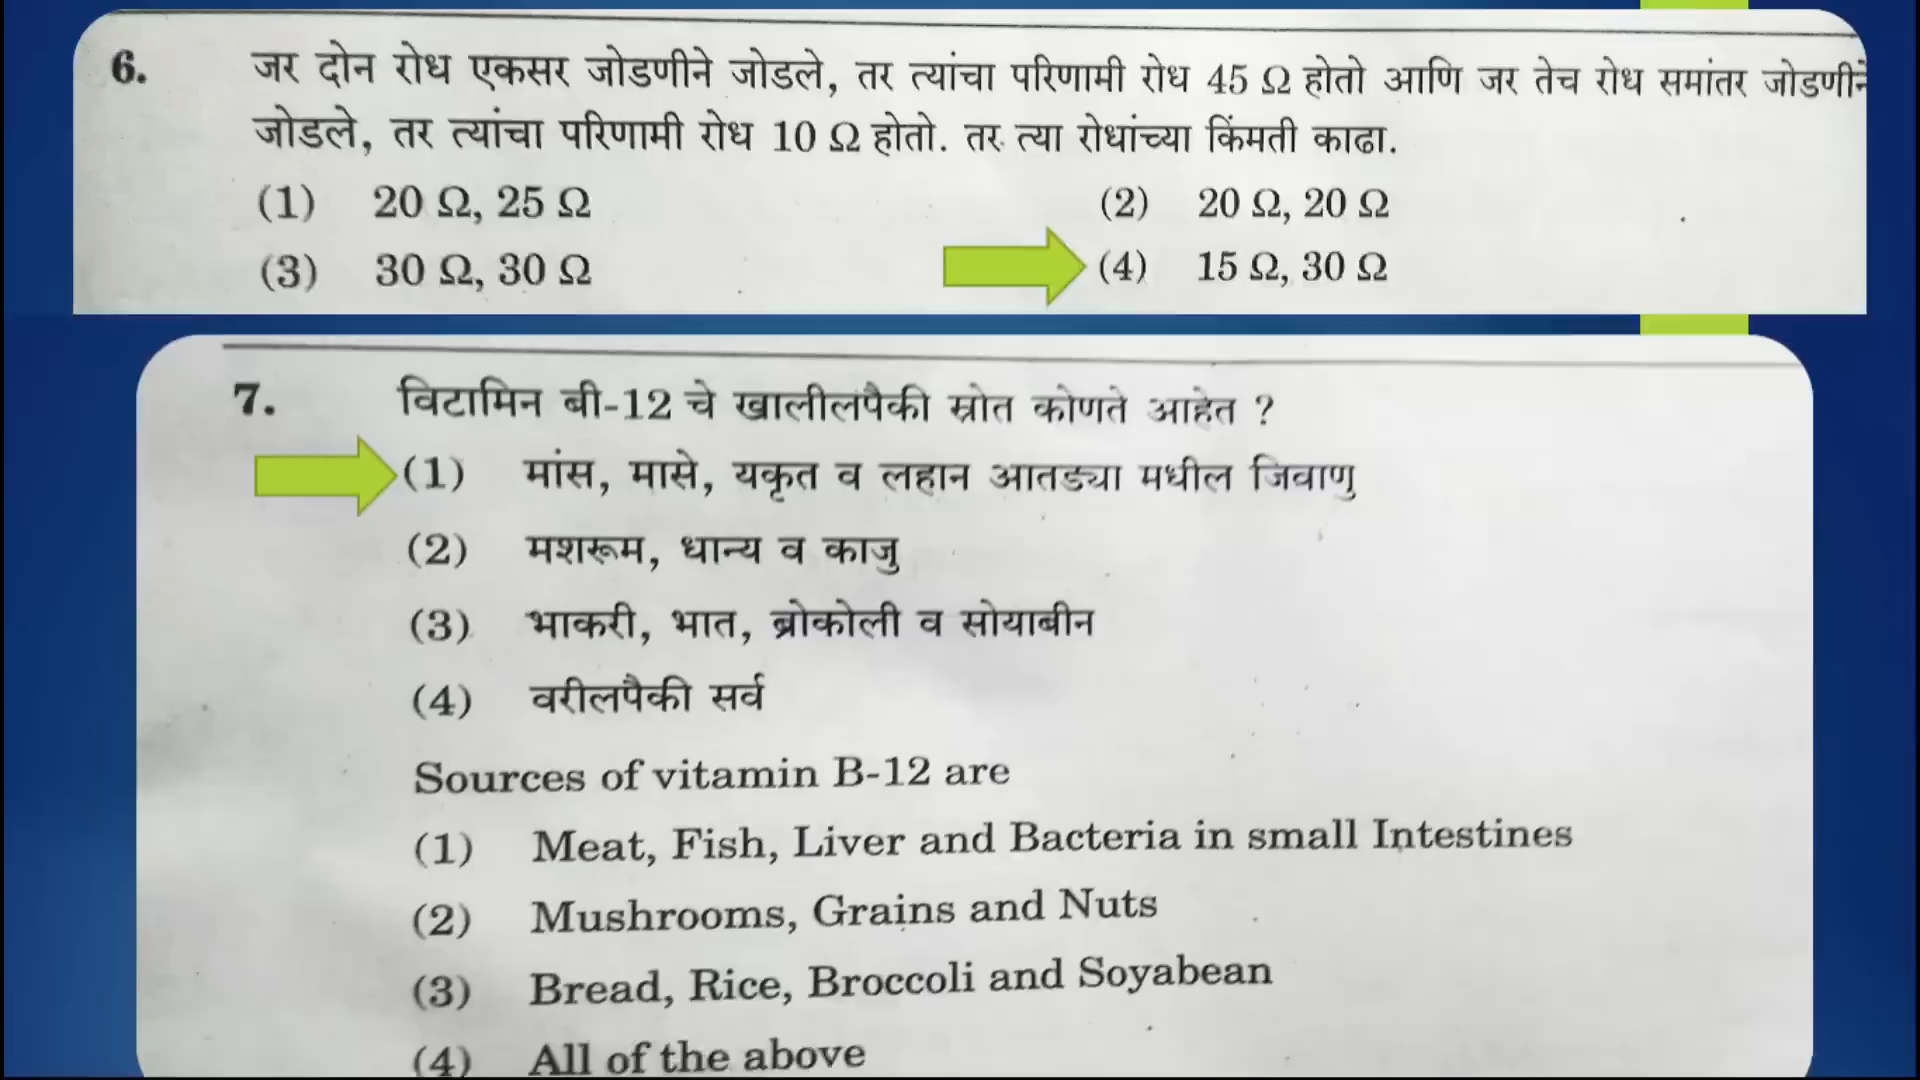 6. जर दोन रोध एकसर जोडणीने जोडले, तर त्यांचा परिणामी रोध 45 Ω होतो आणि जर तेच रोध समांतर जोडणीने
जोडले, तर त्यांचा परिणामी रोध 10 Ω होतो. तर त्या रोधांच्या किंमती काढा.
(1) 20 Ω, 25 Ω (2) 20 Ω, 20 Ω
(3) 30 Ω, 30 Ω (4) 15 Ω, 30 Ω
7. विटामिन बी-12 चे खालीलपैकी स्रोत कोणते आहेत ?
(1) मांस, मासे, यकृत व लहान आतड्या मधील जिवाणु
(2) मशरूम, धान्य व काजु
(3) भाकरी, भात, ब्रोकोली व सोयाबीन
(4) वरीलपैकी सर्व
Sources of vitamin B-12 are
(1) Meat, Fish, Liver and Bacteria in small Intestines
(2) Mushrooms, Grains and Nuts
(3) Bread, Rice, Broccoli and Soyabean
(4) All of the above